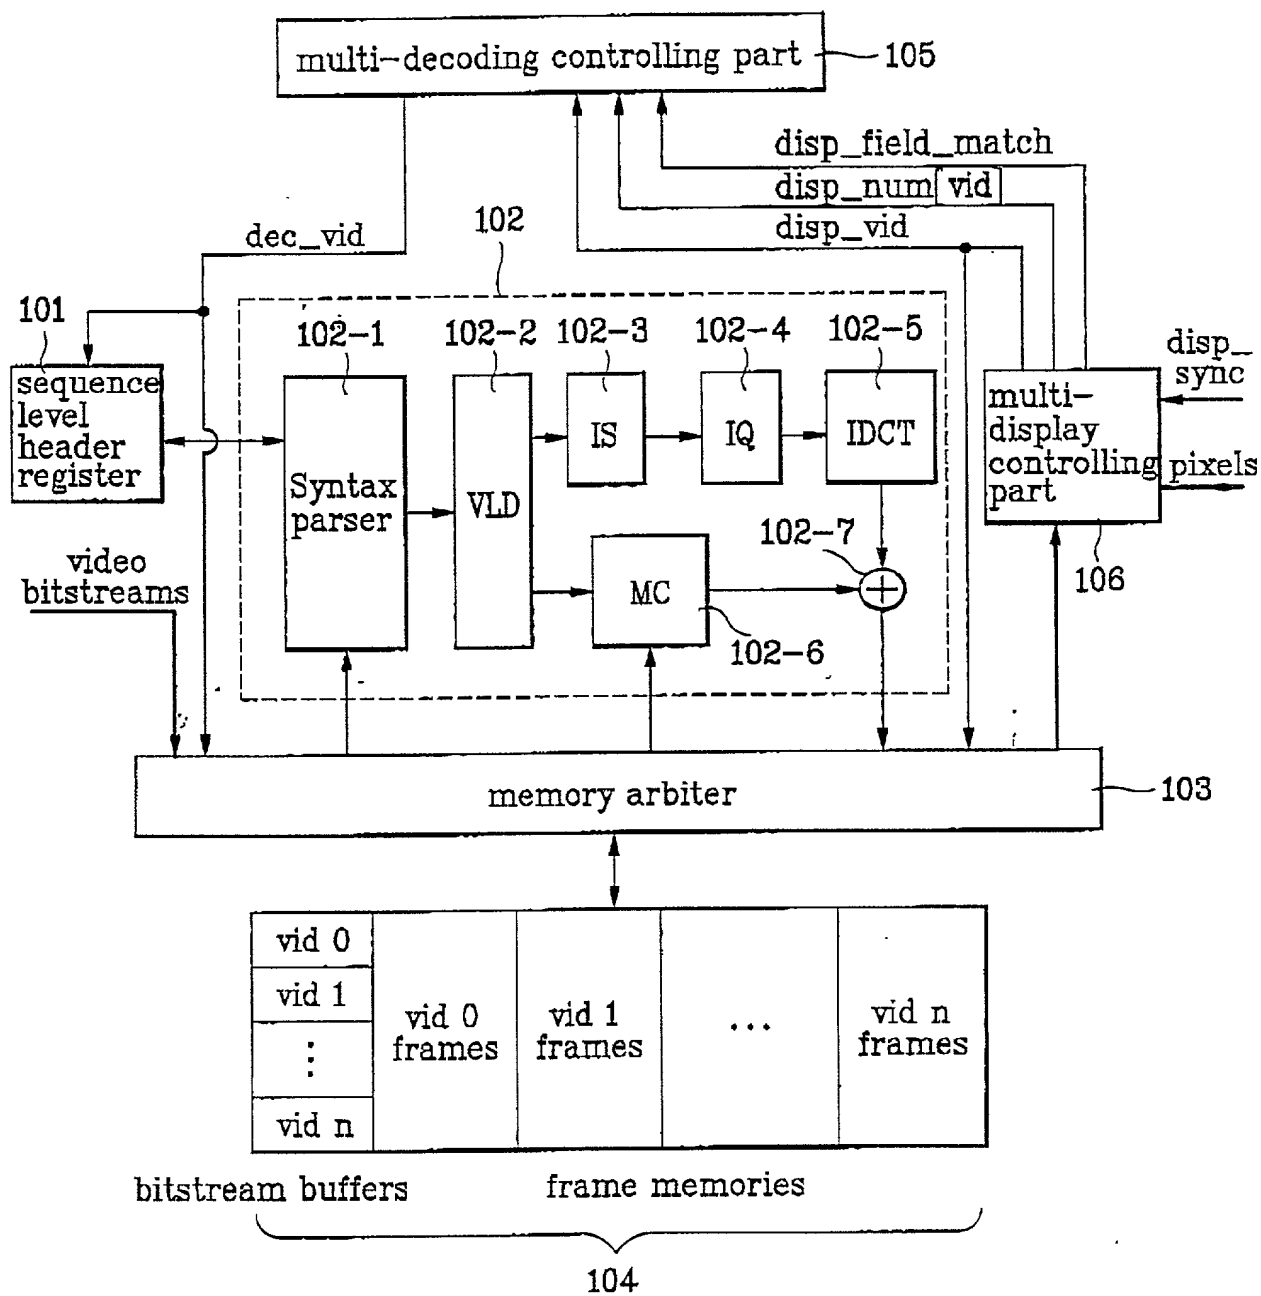 multi-decoding controlling part
105
disp_field_match
disp_num vid
disp_vid
dec_vid
102
101
102-1
102-2
102-3
102-4
102-5
disp_
sync
sequence
level
header
register
Syntax
parser
VLD
IS
IQ
IDCT
multi-
display
controlling
part
pixels
102-7
106
video
bitstreams
MC
102-6
memory arbiter
103
vid 0
vid 1
⋮
vid n
vid 0
frames
vid 1
frames
...
vid n
frames
bitstream buffers
frame memories
104